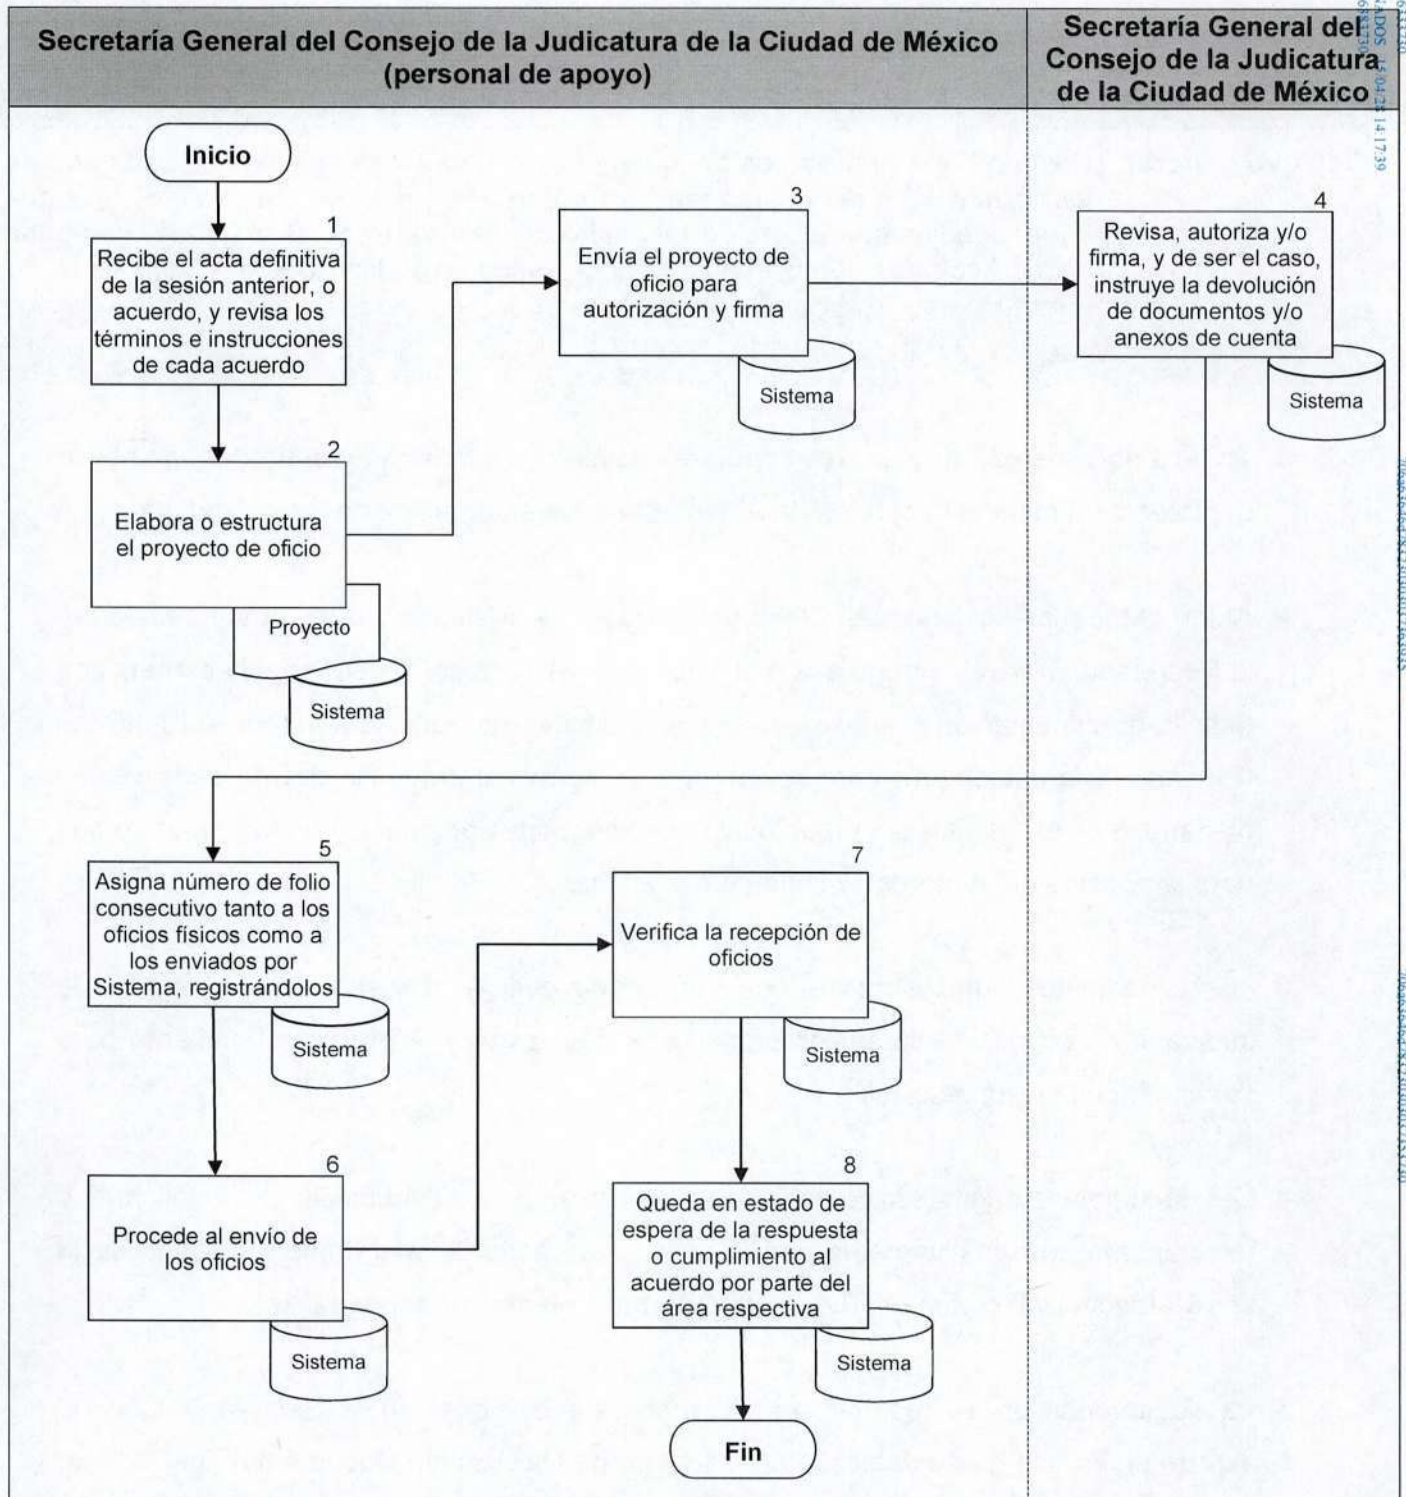 Secretaría General del Consejo de la Judicatura de la Ciudad de México
(personal de apoyo)
Secretaría General del
Consejo de la Judicatura
de la Ciudad de México
Inicio
1
Recibe el acta definitiva
de la sesión anterior, o
acuerdo, y revisa los
términos e instrucciones
de cada acuerdo
2
Elabora o estructura
el proyecto de oficio
Proyecto
Sistema
3
Envía el proyecto de
oficio para
autorización y firma
Sistema
4
Revisa, autoriza y/o
firma, y de ser el caso,
instruye la devolución
de documentos y/o
anexos de cuenta
Sistema
5
Asigna número de folio
consecutivo tanto a los
oficios físicos como a
los enviados por
Sistema, registrándolos
Sistema
6
Procede al envío de
los oficios
Sistema
7
Verifica la recepción de
oficios
Sistema
8
Queda en estado de
espera de la respuesta
o cumplimiento al
acuerdo por parte del
área respectiva
Sistema
Fin
14:17:39